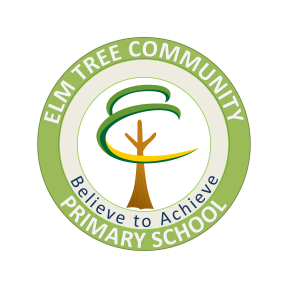 ELM TREE COMMUNITY
Believe to Achieve
PRIMARY SCHOOL